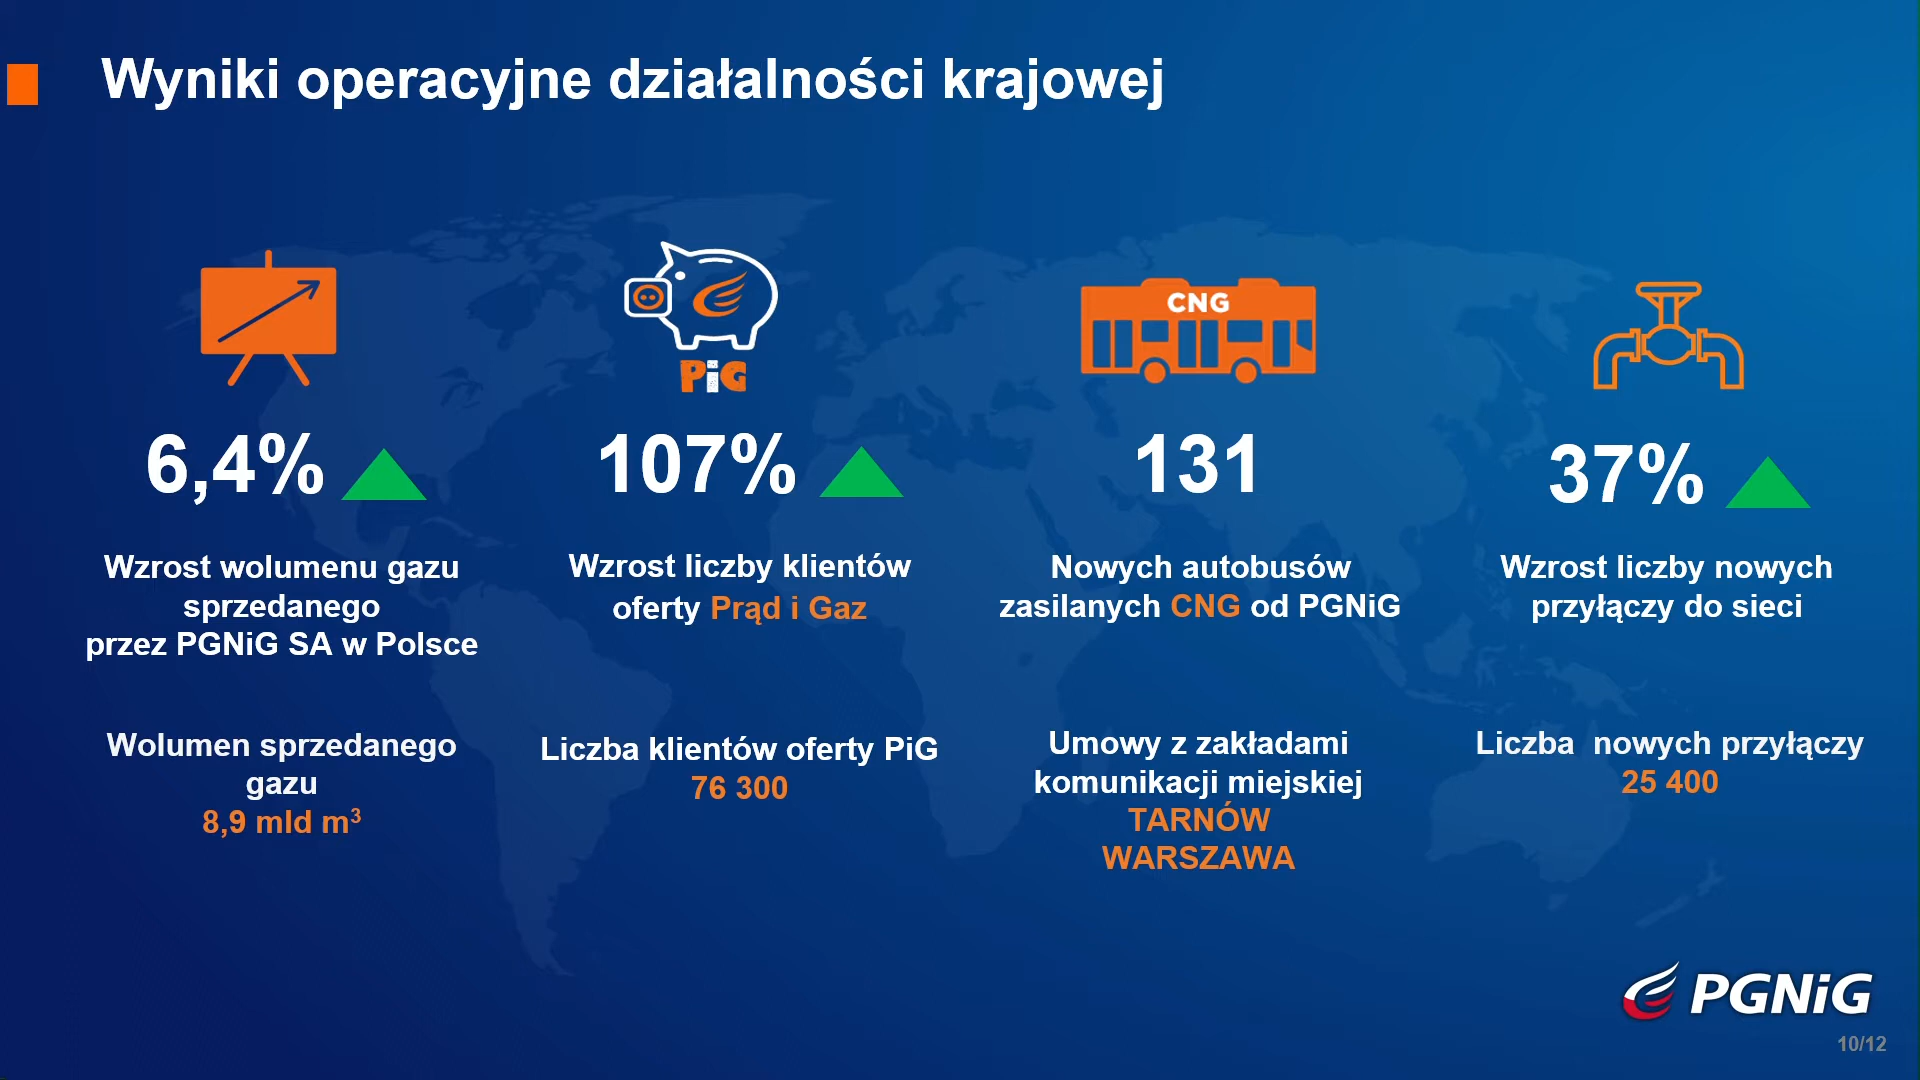 Wyniki operacyjne działalności krajowej
PiG
CNG
6,4%
107%
131
37%
Wzrost wolumenu gazu
sprzedanego
przez PGNiG SA w Polsce
Wzrost liczby klientów
oferty Prąd i Gaz
Nowych autobusów
zasilanych CNG od PGNiG
Wzrost liczby nowych
przyłączy do sieci
Wolumen sprzedanego
gazu
8,9 mld m³
Liczba klientów oferty PiG
76 300
Umowy z zakładami
komunikacji miejskiej
TARNÓW
WARSZAWA
Liczba  nowych przyłączy
25 400
PGNiG
10/12